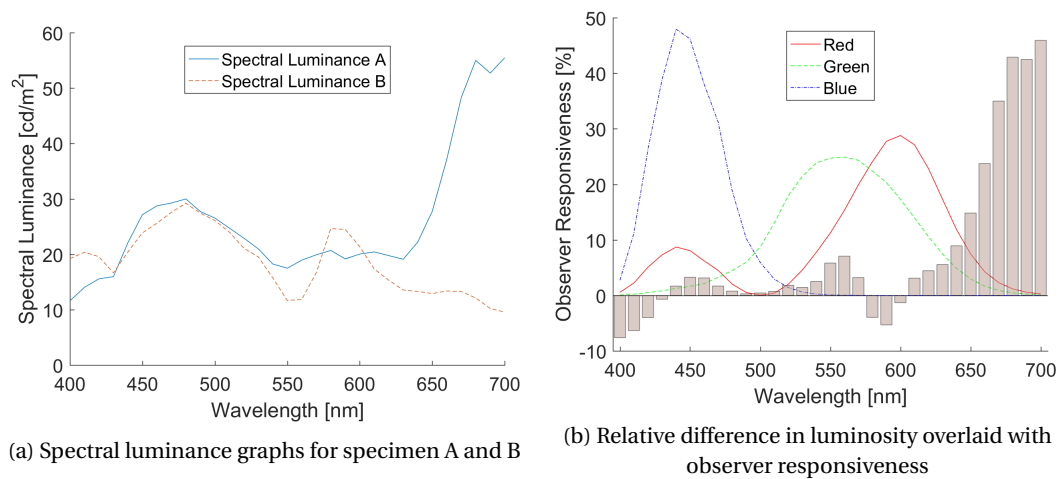 Spectral Luminance [cd/m²]
60
50
40
30
20
10
0
Spectral Luminance A
Spectral Luminance B
400
450
500
550
600
650
700
Wavelength [nm]
(a) Spectral luminance graphs for specimen A and B
Observer Responsiveness [%]
50
40
30
20
10
0
-10
Red
Green
Blue
400
450
500
550
600
650
700
Wavelength [nm]
(b) Relative difference in luminosity overlaid with
observer responsiveness